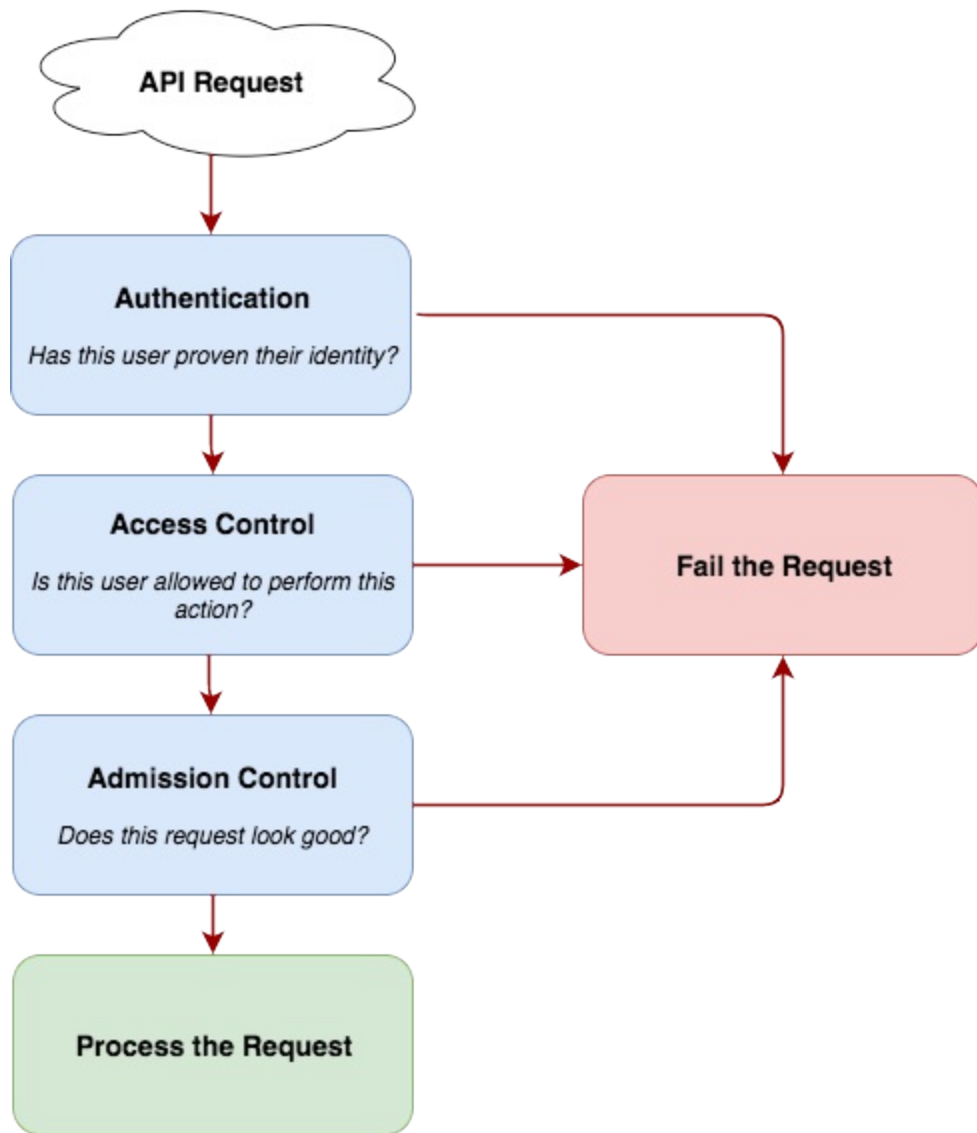 API Request
Authentication
Has this user proven their identity?
Access Control
Is this user allowed to perform this
action?
Fail the Request
Admission Control
Does this request look good?
Process the Request